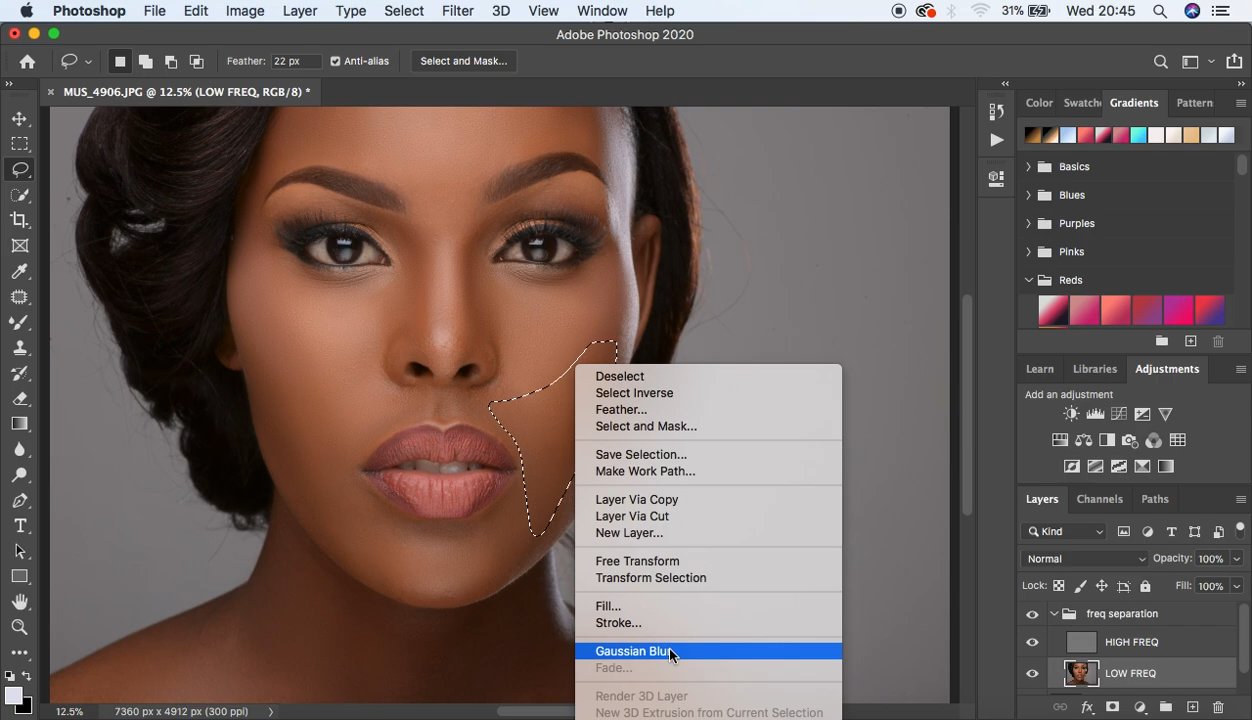 Photoshop File Edit Image Layer Type Select Filter 3D View Window Help 31% Wed 20:45
Adobe Photoshop 2020
Feather: 22 px Anti-alias Select and Mask...
MUS_4906.JPG @ 12.5% (LOW FREQ, RGB/8) *
Color Swatche Gradients Pattern
Basics
Blues
Purples
Pinks
Reds
Deselect
Select Inverse
Feather...
Select and Mask...
Save Selection...
Make Work Path...
Layer Via Copy
Layer Via Cut
New Layer...
Free Transform
Transform Selection
Fill...
Stroke...
Gaussian Blur
Fade...
Render 3D Layer
New 3D Extrusion from Current Selection
Learn Libraries Adjustments
Add an adjustment
Layers Channels Paths
Kind
Normal Opacity: 100%
Lock: Fill: 100%
freq separation
HIGH FREQ
LOW FREQ
12.5% 7360 px x 4912 px (300 ppi)